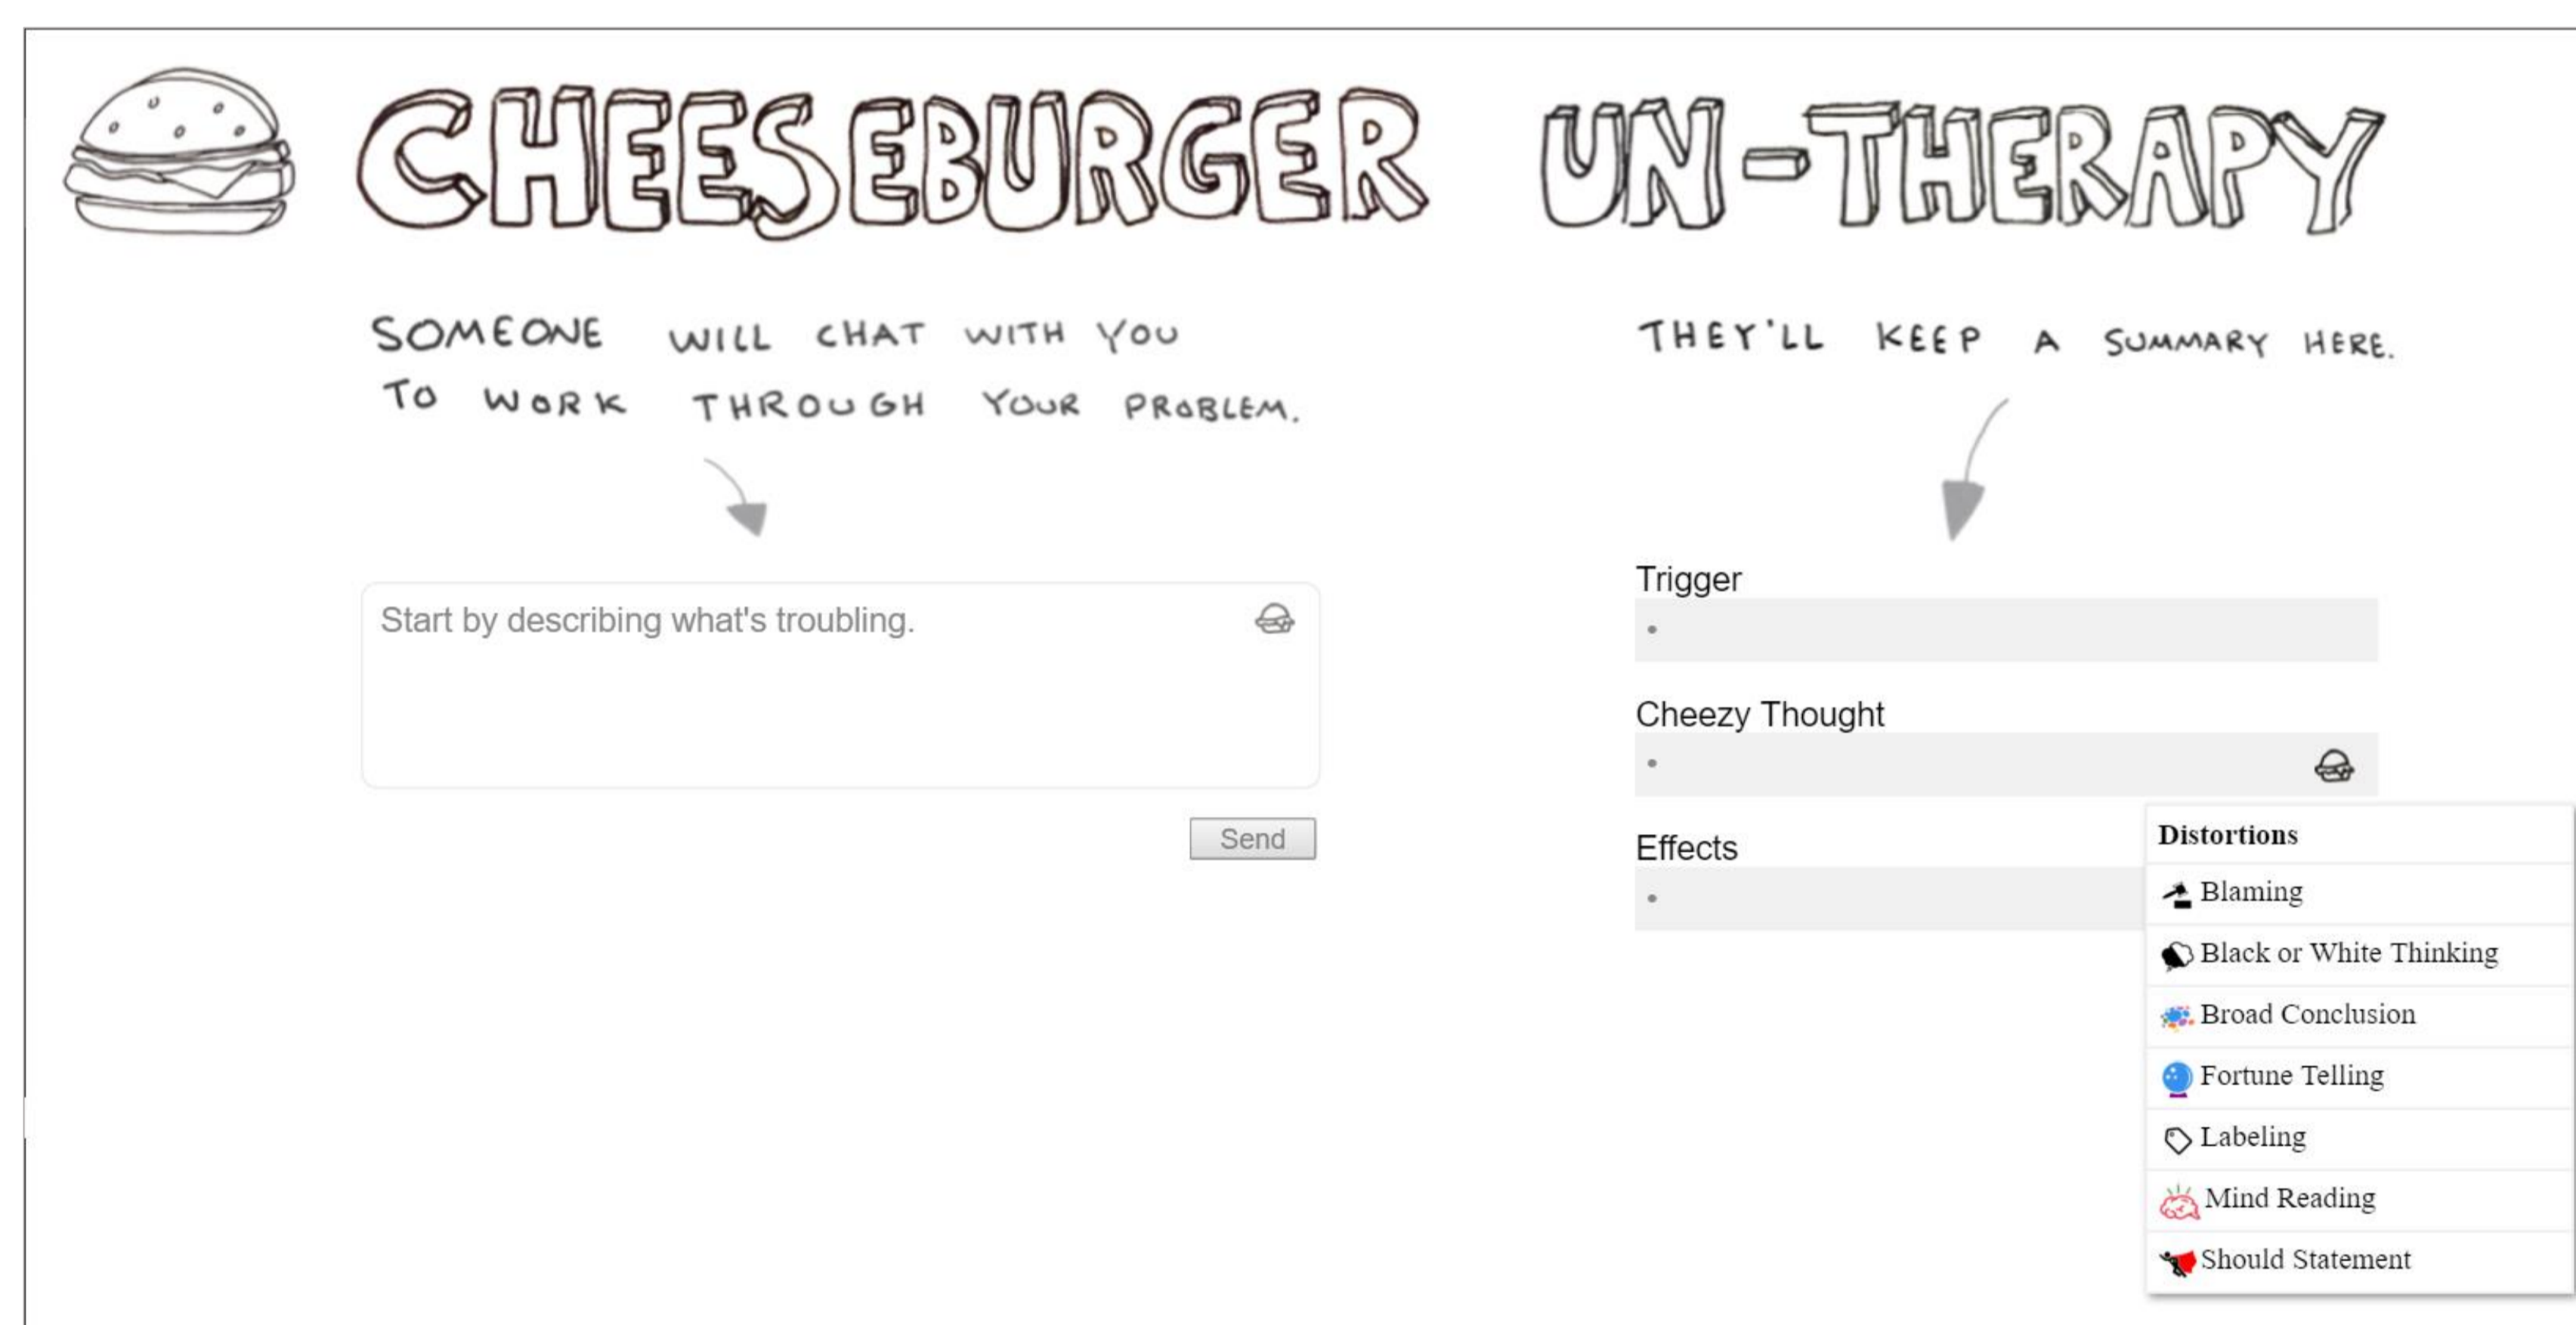 CHEESEBURGER UN-THERAPY
SOMEONE WILL CHAT WITH YOU
TO WORK THROUGH YOUR PROBLEM.
THEY'LL KEEP A SUMMARY HERE.
Start by describing what's troubling.
Send
Trigger
•
Cheezy Thought
•
Effects
•
Distortions
Blaming
Black or White Thinking
Broad Conclusion
Fortune Telling
Labeling
Mind Reading
Should Statement